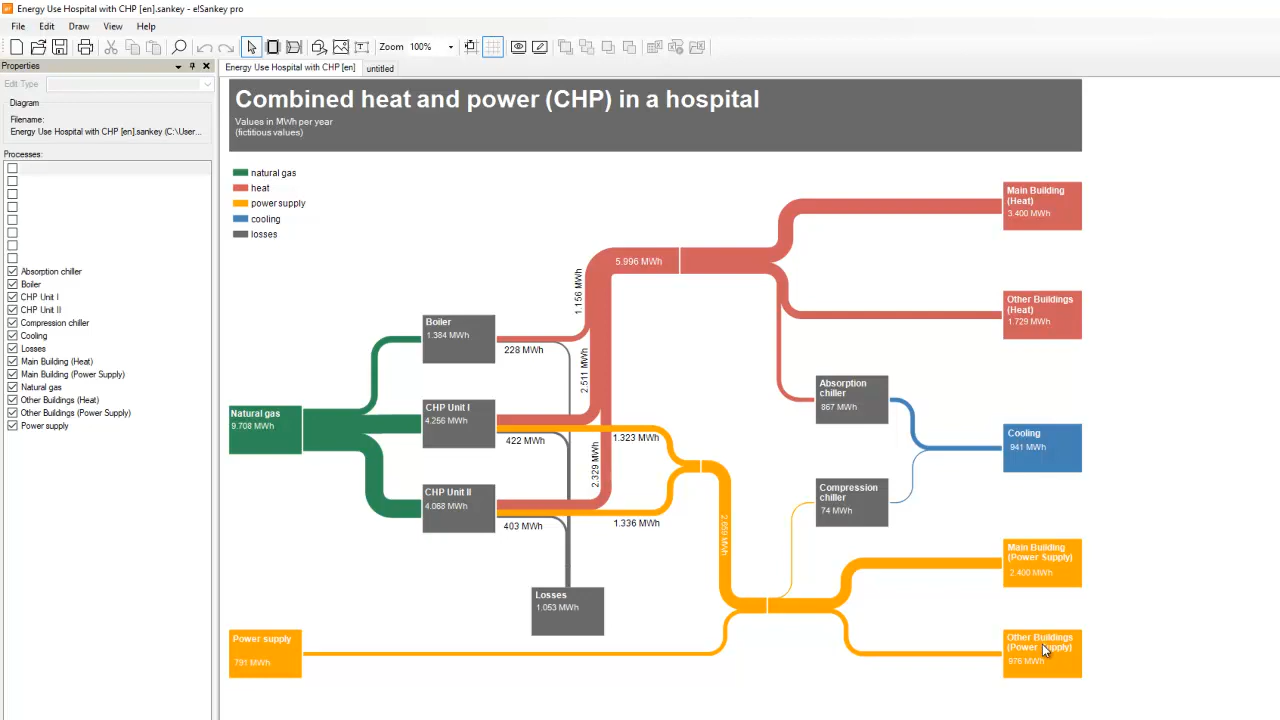 Energy Use Hospital with CHP [en].sankey - e!Sankey pro
File Edit Draw View Help
Zoom 100%
Properties
Energy Use Hospital with CHP [en] untitled
Edit Type
Diagram
Filename:
Energy Use Hospital with CHP [en].sankey (C:\User...
Processes:
Absorption chiller
Boiler
CHP Unit I
CHP Unit II
Compression chiller
Cooling
Losses
Main Building (Heat)
Main Building (Power Supply)
Natural gas
Other Buildings (Heat)
Other Buildings (Power Supply)
Power supply
Combined heat and power (CHP) in a hospital
Values in MWh per year
(fictitious values)
natural gas
heat
power supply
cooling
losses
Main Building
(Heat)
3.400 MWh
5.996 MWh
1.156 MWh
Other Buildings
(Heat)
1.729 MWh
Boiler
1.384 MWh
228 MWh
2.511 MWh
Absorption
chiller
867 MWh
Natural gas
9.708 MWh
CHP Unit I
4.256 MWh
422 MWh
1.323 MWh
2.329 MWh
Cooling
941 MWh
CHP Unit II
4.068 MWh
403 MWh
1.336 MWh
2.659 MWh
Compression
chiller
74 MWh
Main Building
(Power Supply)
2.400 MWh
Losses
1.053 MWh
Power supply
791 MWh
Other Buildings
(Power Supply)
976 MWh